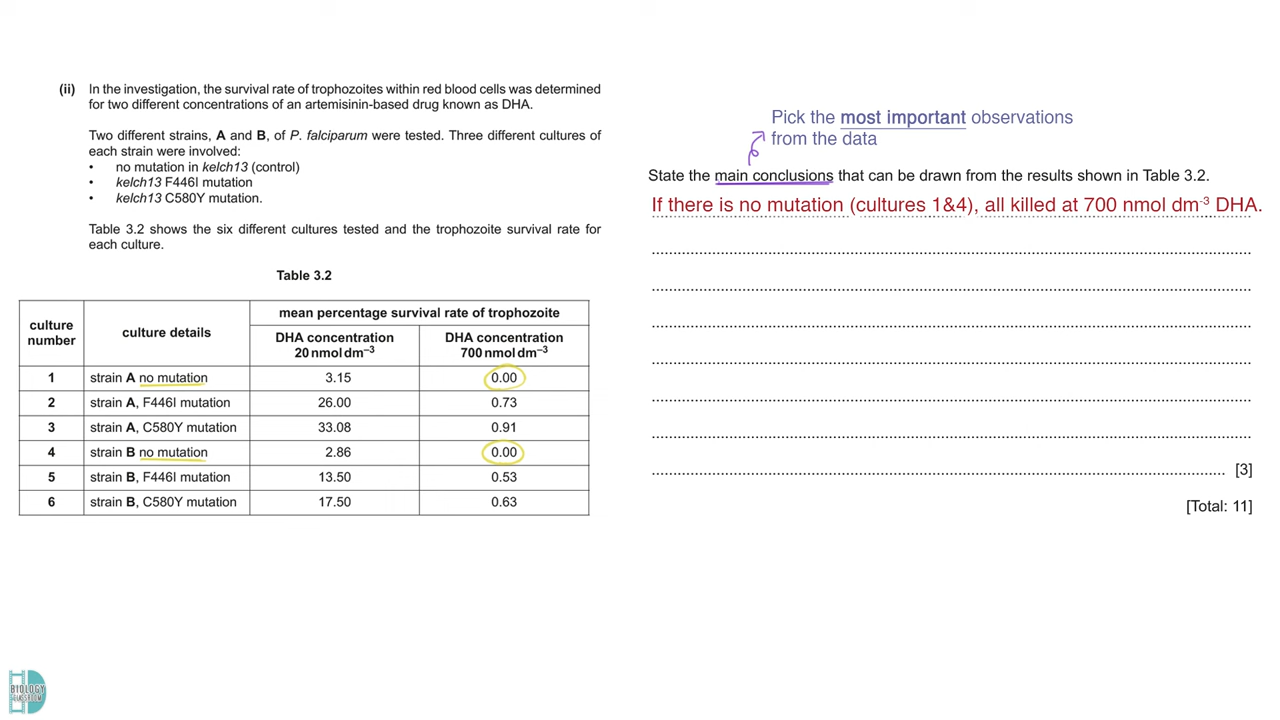 (ii) In the investigation, the survival rate of trophozoites within red blood cells was determined
for two different concentrations of an artemisinin-based drug known as DHA.
Two different strains, A and B, of P. falciparum were tested. Three different cultures of
each strain were involved:
• no mutation in kelch13 (control)
• kelch13 F446I mutation
• kelch13 C580Y mutation.
Table 3.2 shows the six different cultures tested and the trophozoite survival rate for
each culture.
Table 3.2
culture number | culture details | mean percentage survival rate of trophozoite
DHA concentration 20 nmol dm⁻³ | DHA concentration 700 nmol dm⁻³
1 | strain A no mutation | 3.15 | 0.00
2 | strain A, F446I mutation | 26.00 | 0.73
3 | strain A, C580Y mutation | 33.08 | 0.91
4 | strain B no mutation | 2.86 | 0.00
5 | strain B, F446I mutation | 13.50 | 0.53
6 | strain B, C580Y mutation | 17.50 | 0.63
Pick the most important observations
from the data
State the main conclusions that can be drawn from the results shown in Table 3.2.
If there is no mutation (cultures 1&4), all killed at 700 nmol dm⁻³ DHA.
[3]
[Total: 11]
BIOLOGY
CLASSROOM